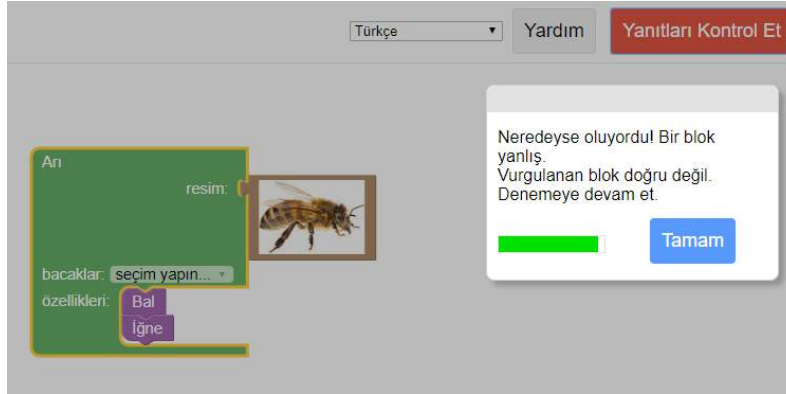 Türkçe
Yardım
Yanıtları Kontrol Et
Neredeyse oluyordu! Bir blok
yanlış.
Vurgulanan blok doğru değil.
Denemeye devam et.
Tamam
Arı
resim:
bacaklar: seçim yapın...
özellikleri: Bal
İğne